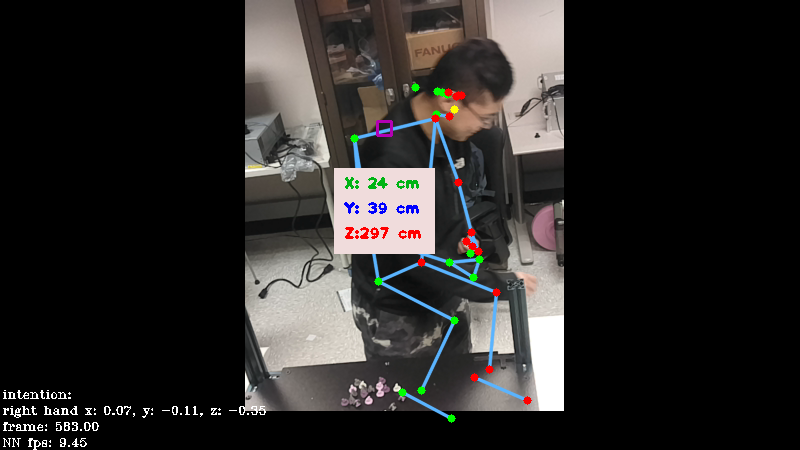 FANUC
X: 24 cm
Y: 39 cm
Z:297 cm
intention:
right hand x: 0.07, y: -0.11, z: -0.35
frame: 583.00
NN fps: 9.45